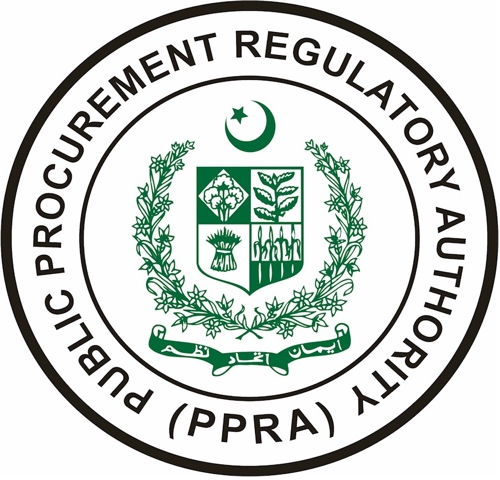 PUBLIC PROCUREMENT REGULATORY AUTHORITY
(PPRA)
ایمان اتحاد نظم